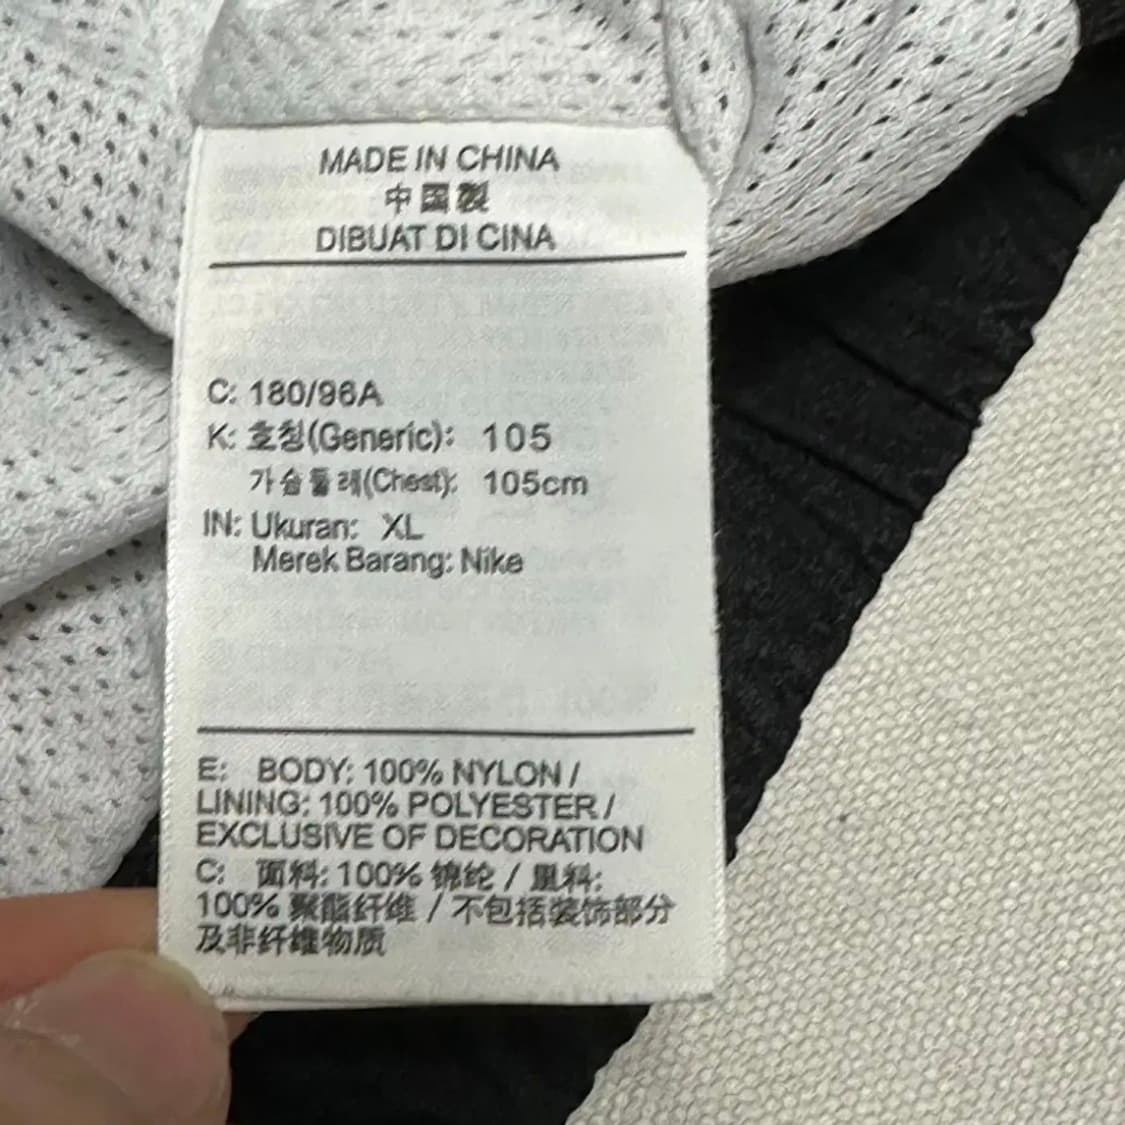 MADE IN CHINA
中国製
DIBUAT DI CINA
C: 180/96A
K: 호칭(Generic): 105
가슴둘레(Chest): 105cm
IN: Ukuran: XL
Merek Barang: Nike
E: BODY: 100% NYLON /
LINING: 100% POLYESTER /
EXCLUSIVE OF DECORATION
C: 面料: 100% 锦纶 / 里料:
100% 聚酯纤维 / 不包括装饰部分
及非纤维物质